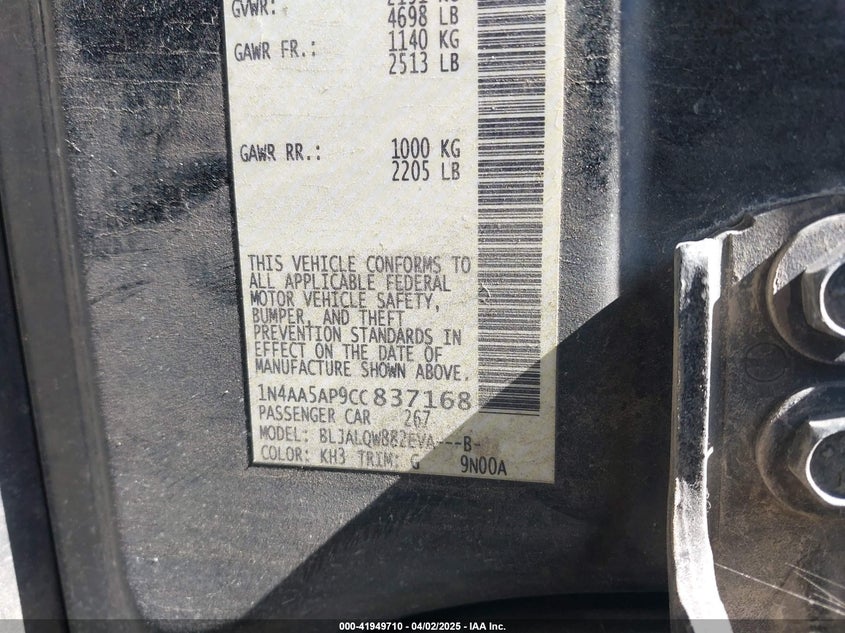 GVWR:
4698 LB
GAWR FR.: 1140 KG
2513 LB
GAWR RR.: 1000 KG
2205 LB
THIS VEHICLE CONFORMS TO
ALL APPLICABLE FEDERAL
MOTOR VEHICLE SAFETY,
BUMPER, AND THEFT
PREVENTION STANDARDS IN
EFFECT ON THE DATE OF
MANUFACTURE SHOWN ABOVE.
1N4AA5AP9CC837168
PASSENGER CAR 267
MODEL: BLJALQW882EVA---B-
COLOR: KH3 TRIM: G 9N00A
000-41949710 - 04/02/2025 - IAA Inc.